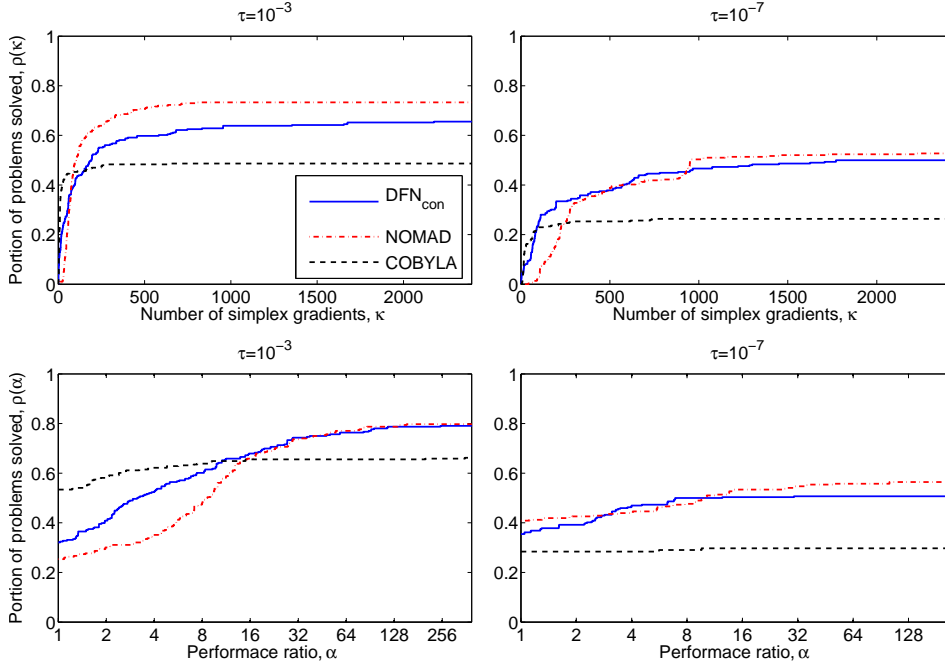 τ=10⁻³
Portion of problems solved, ρ(κ)
1
0.8
0.6
0.4
0.2
0
0 500 1000 1500 2000
Number of simplex gradients, κ
DFN_con
NOMAD
COBYLA
τ=10⁻⁷
1
0.8
0.6
0.4
0.2
0
0 500 1000 1500 2000
Number of simplex gradients, κ
τ=10⁻³
Portion of problems solved, ρ(α)
1
0.8
0.6
0.4
0.2
0
1 2 4 8 16 32 64 128 256
Performace ratio, α
τ=10⁻⁷
1
0.8
0.6
0.4
0.2
0
1 2 4 8 16 32 64 128
Performace ratio, α